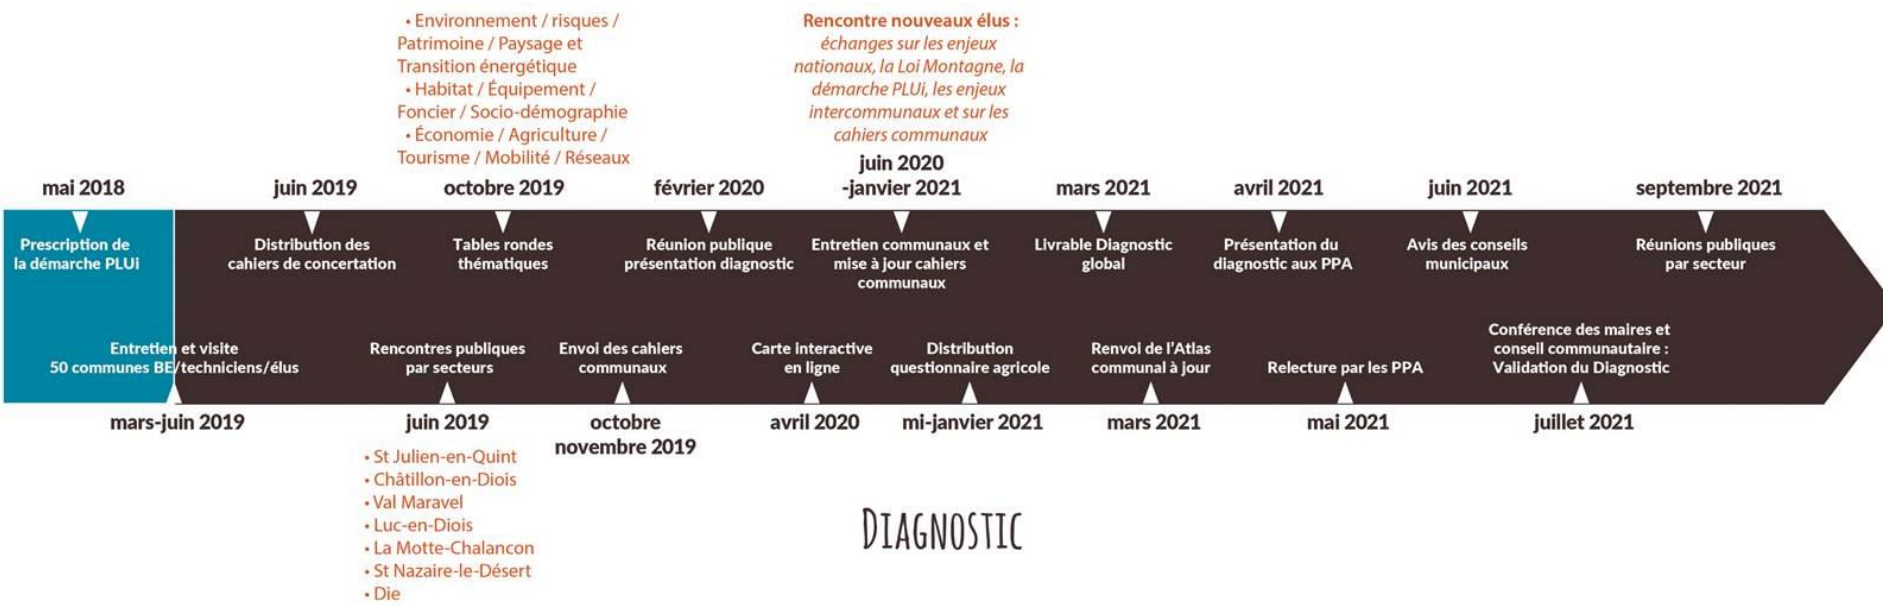 • Environnement / risques /
Patrimoine / Paysage et
Transition énergétique
• Habitat / Équipement /
Foncier / Socio-démographie
• Économie / Agriculture /
Tourisme / Mobilité / Réseaux
Rencontre nouveaux élus :
échanges sur les enjeux
nationaux, la Loi Montagne, la
démarche PLUi, les enjeux
intercommunaux et sur les
cahiers communaux
mai 2018
juin 2019
octobre 2019
février 2020
juin 2020
-janvier 2021
mars 2021
avril 2021
juin 2021
septembre 2021
Prescription de
la démarche PLUi
Distribution des
cahiers de concertation
Tables rondes
thématiques
Réunion publique
présentation diagnostic
Entretien communaux et
mise à jour cahiers
communaux
Livrable Diagnostic
global
Présentation du
diagnostic aux PPA
Avis des conseils
municipaux
Réunions publiques
par secteur
Entretien et visite
50 communes BE/techniciens/élus
Rencontres publiques
par secteurs
Envoi des cahiers
communaux
Carte interactive
en ligne
Distribution
questionnaire agricole
Renvoi de l'Atlas
communal à jour
Relecture par les PPA
Conférence des maires et
conseil communautaire :
Validation du Diagnostic
mars-juin 2019
juin 2019
octobre
novembre 2019
avril 2020
mi-janvier 2021
mars 2021
mai 2021
juillet 2021
• St Julien-en-Quint
• Châtillon-en-Diois
• Val Maravel
• Luc-en-Diois
• La Motte-Chalancon
• St Nazaire-le-Désert
• Die
DIAGNOSTIC